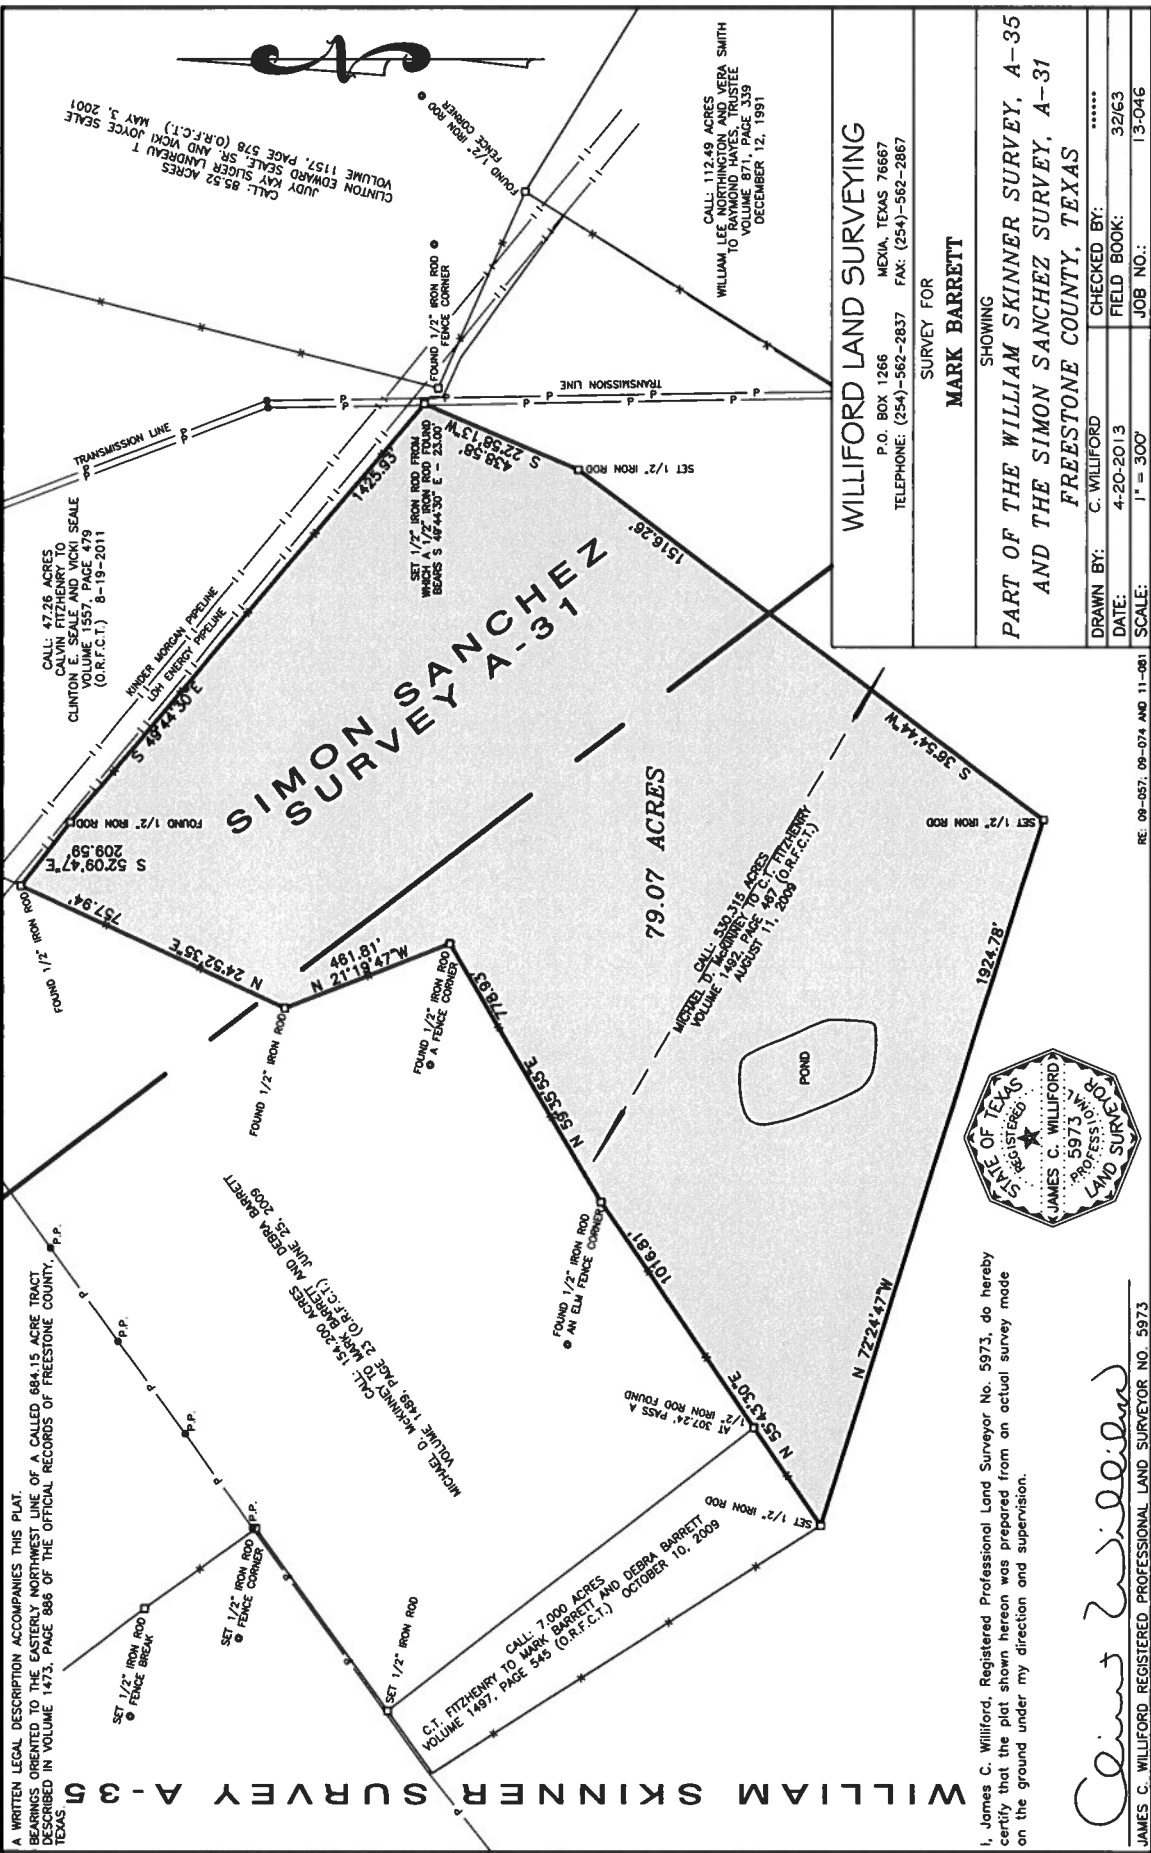 A WRITTEN LEGAL DESCRIPTION ACCOMPANIES THIS PLAT.
BEARINGS ORIENTED TO THE EASTERLY NORTHWEST LINE OF A CALLED 684.15 ACRE TRACT
DESCRIBED IN VOLUME 1473, PAGE 886 OF THE OFFICIAL RECORDS OF FREESTONE COUNTY,
TEXAS.
SET 1/2" IRON ROD
@ FENCE BREAK
SET 1/2" IRON ROD
@ FENCE CORNER
P.P.
P.P.
P.P.
P.P.
SET 1/2" IRON ROD
CALL: 7.000 ACRES
C.T. FITZHENRY TO MARK BARRETT AND DEBRA BARRETT
VOLUME 1497, PAGE 545 (O.R.F.C.T.) OCTOBER 10, 2009
WILLIAM SKINNER SURVEY A-35
CALL: 154.200 ACRES
MICHAEL D. McKINNEY TO MARK BARRETT AND DEBRA BARRETT
VOLUME 1489, PAGE 23 (O.R.F.C.T.) JUNE 25, 2009
FOUND 1/2" IRON ROD
FOUND 1/2" IRON ROD
FOUND 1/2" IRON ROD
@ A FENCE CORNER
FOUND 1/2" IRON ROD
@ AN ELM FENCE CORNER
AT 307.24' PASS A
1/2" IRON ROD FOUND
SET 1/2" IRON ROD
N 55°43'30"E
1016.81'
N 59°35'55"E
778.93'
N 21°19'47"W
461.81'
N 24°52'35"E
757.94'
S 52°09'47"E
209.59
FOUND 1/2" IRON ROD
S 49°44'30"E
1425.93'
KINDER MORGAN PIPELINE
LDH ENERGY PIPELINE
CALL: 47.26 ACRES
CALVIN FITZHENRY TO
CLINTON E. SEALE AND VICKI SEALE
VOLUME 1557, PAGE 479
(O.R.F.C.T.) 8-19-2011
TRANSMISSION LINE
TRANSMISSION LINE
CALL: 85.52 ACRES
JUDY KAY SLIGER LANDREAU T
CLINTON EDWARD SEALE, SR. AND VICKI JOYCE SEALE
VOLUME 1157, PAGE 578 (O.R.F.C.T.) MAY 3, 2001
N
FOUND 1/2" IRON ROD @
FENCE CORNER
FOUND 1/2" IRON ROD @
FENCE CORNER
SET 1/2" IRON ROD FROM
WHICH A 1/2" IRON ROD FOUND
BEARS S 49°44'30" E - 23.00'
S 22°58'13"W
438.58'
SET 1/2" IRON ROD
1516.26'
S 36°54'44"W
SET 1/2" IRON ROD
1924.78'
N 72°24'47"W
SIMON SANCHEZ
SURVEY A-31
79.07 ACRES
CALL: 530.315 ACRES
MICHAEL D. McKINNEY TO C.T. FITZHENRY
VOLUME 1492, PAGE 467 (O.R.F.C.T.)
AUGUST 11, 2009
POND
CALL: 112.49 ACRES
WILLIAM LEE NORTHINGTON AND VERA SMITH
TO RAYMOND HAYES, TRUSTEE
VOLUME 871, PAGE 339
DECEMBER 12, 1991
I, James C. Williford, Registered Professional Land Surveyor No. 5973, do hereby
certify that the plat shown hereon was prepared from an actual survey made
on the ground under my direction and supervision.
JAMES C. WILLIFORD REGISTERED PROFESSIONAL LAND SURVEYOR NO. 5973
STATE OF TEXAS
REGISTERED
JAMES C. WILLIFORD
5973
PROFESSIONAL
LAND SURVEYOR
RE: 09-057; 09-074 AND 11-081
WILLIFORD LAND SURVEYING
P.O. BOX 1266 MEXIA, TEXAS 76667
TELEPHONE: (254)-562-2837 FAX: (254)-562-2867
SURVEY FOR
MARK BARRETT
SHOWING
PART OF THE WILLIAM SKINNER SURVEY, A-35
AND THE SIMON SANCHEZ SURVEY, A-31
FREESTONE COUNTY, TEXAS
DRAWN BY: C. WILLIFORD CHECKED BY: ******
DATE: 4-20-2013 FIELD BOOK: 32/63
SCALE: 1" = 300' JOB NO.: 13-046